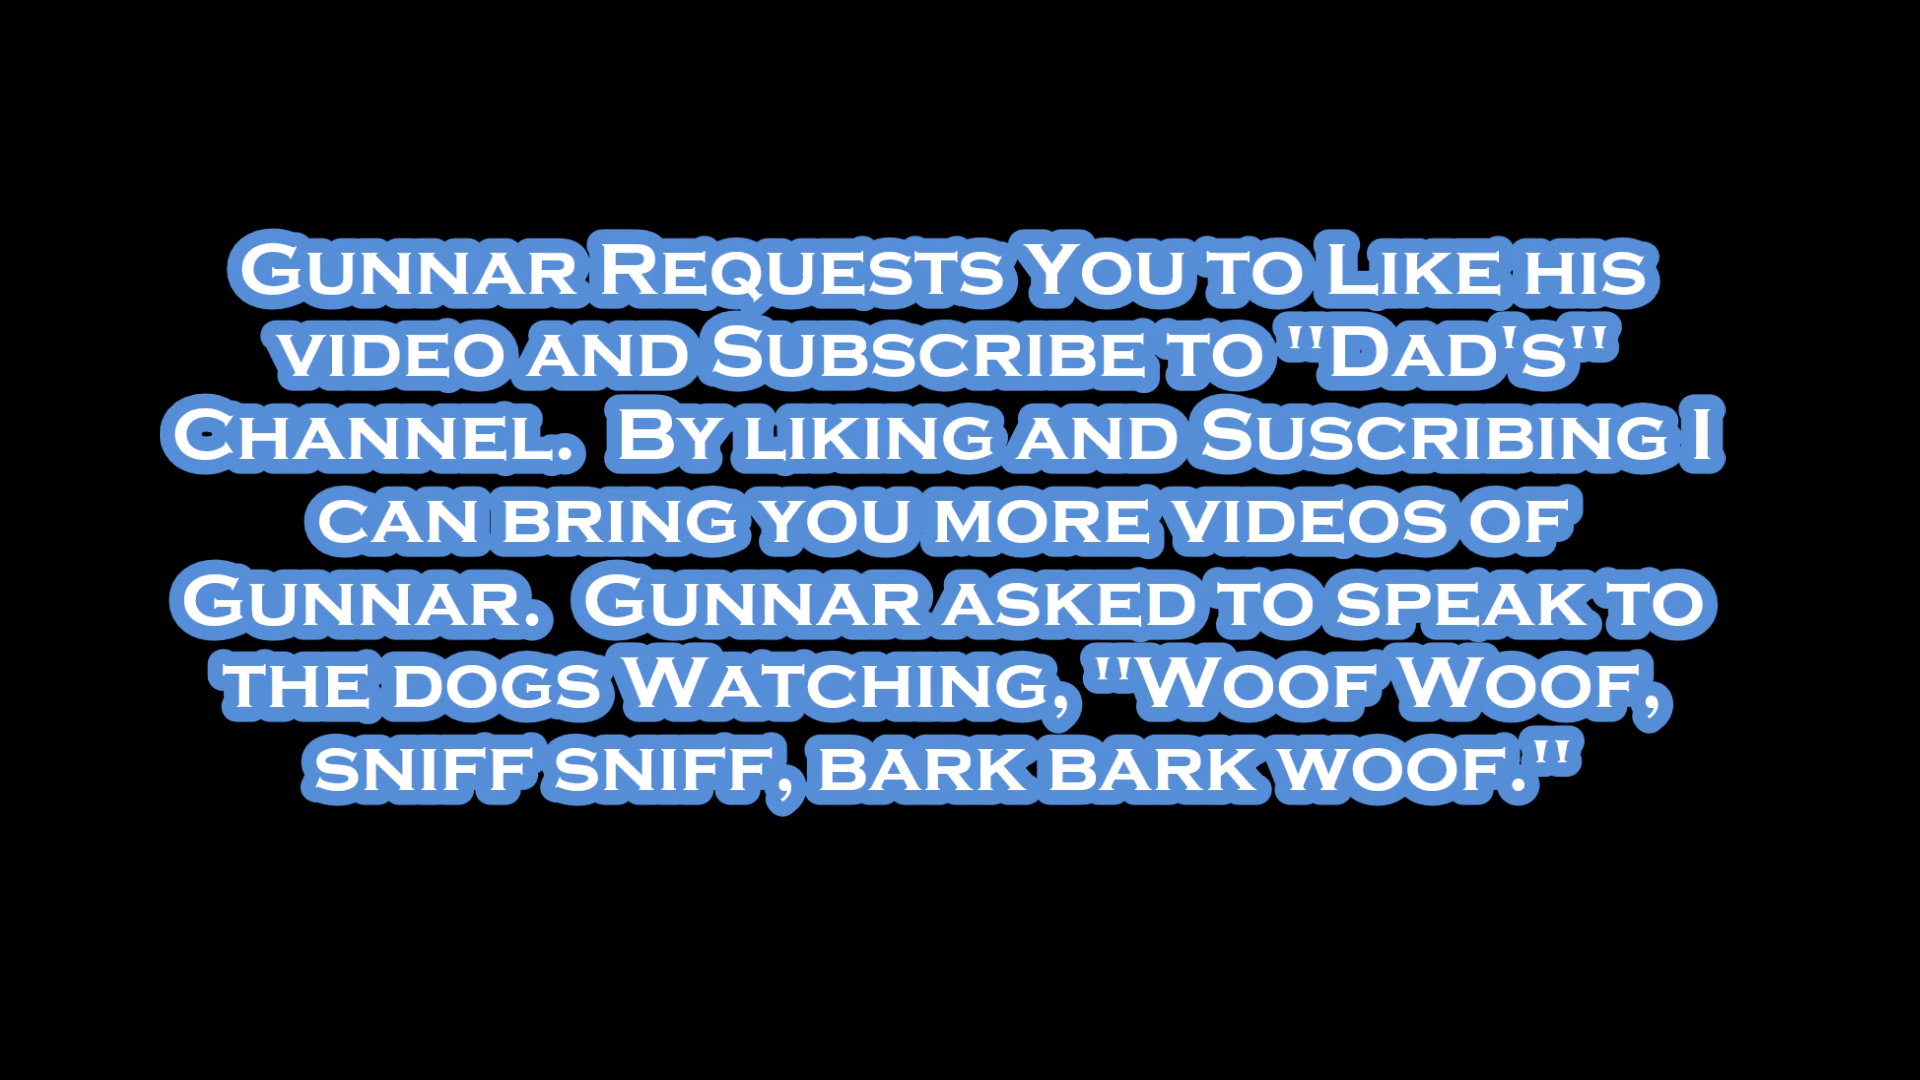 Gunnar Requests You to Like his
video and Subscribe to "Dad's"
Channel.  By liking and Suscribing I
can bring you more videos of
Gunnar.  Gunnar asked to speak to
the dogs Watching, "Woof Woof,
sniff sniff, bark bark woof."